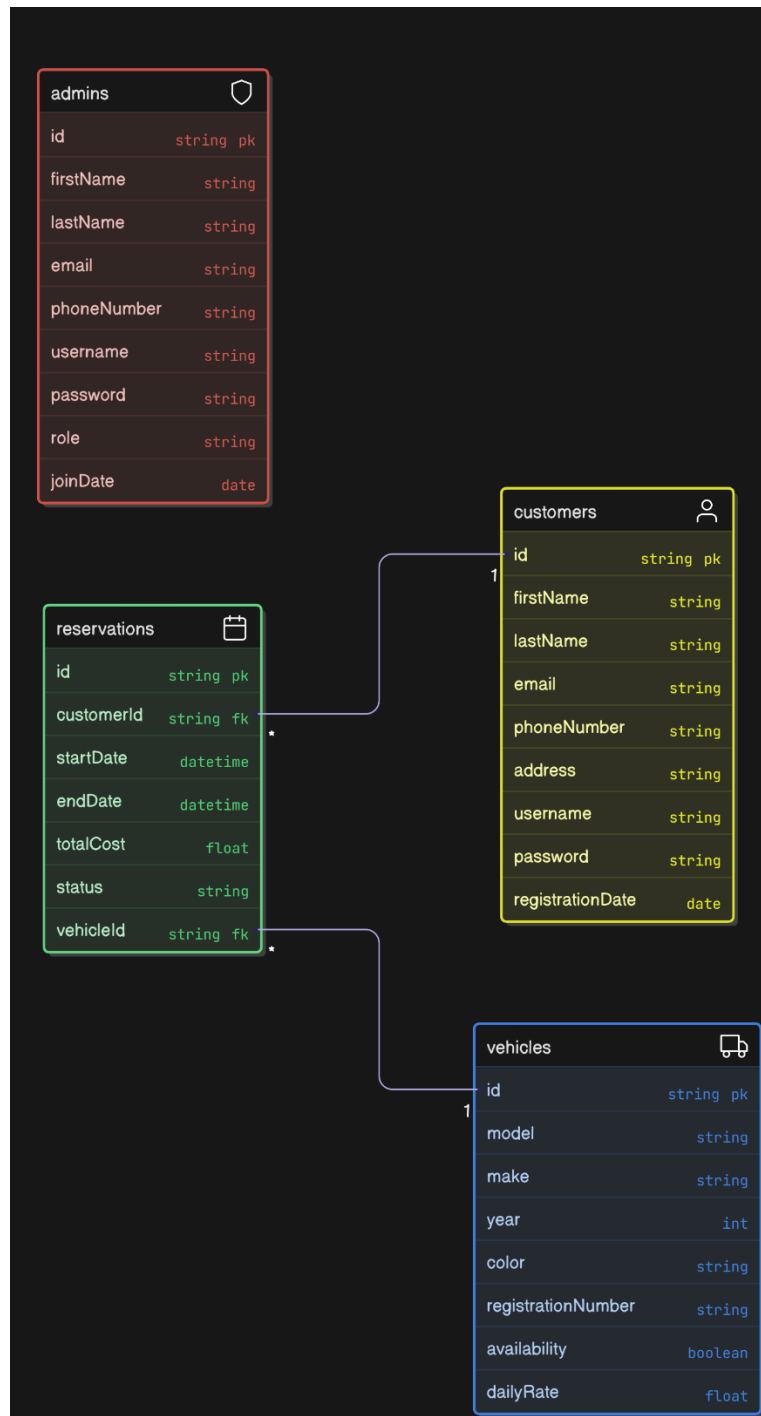 admins
id string pk
firstName string
lastName string
email string
phoneNumber string
username string
password string
role string
joinDate date
customers
id string pk
1
firstName string
lastName string
email string
phoneNumber string
address string
username string
password string
registrationDate date
reservations
id string pk
customerId string fk
*
startDate datetime
endDate datetime
totalCost float
status string
vehicleId string fk
*
vehicles
id string pk
1
model string
make string
year int
color string
registrationNumber string
availability boolean
dailyRate float